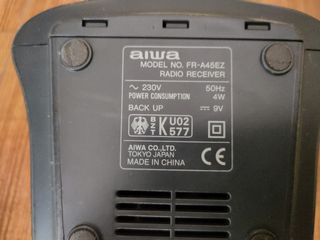 aiwa
MODEL NO. FR-A45EZ
RADIO RECEIVER
~ 230V 50Hz
POWER CONSUMPTION 4W
BACK UP ⎓ 9V
BZT K U02 577
AIWA CO.,LTD.
TOKYO JAPAN
MADE IN CHINA
CE